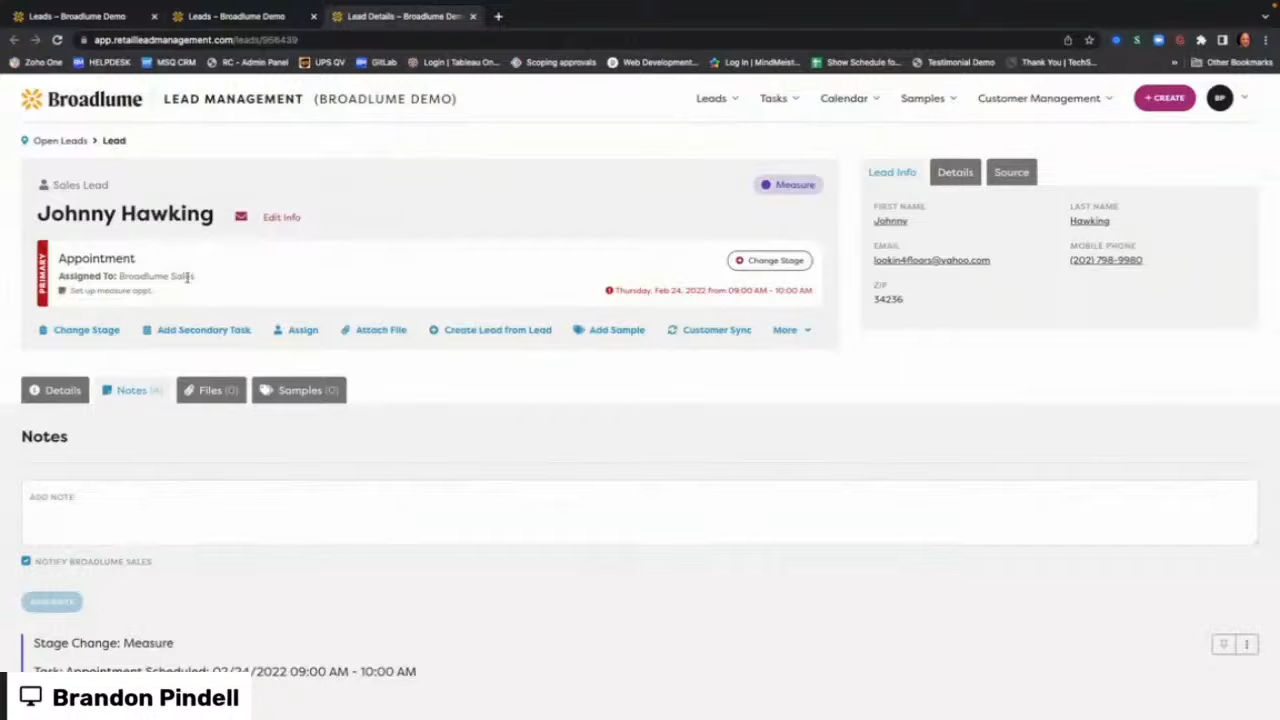 Leads – Broadlume Demo
Leads – Broadlume Demo
Lead Details – Broadlume Dem
app.retailleadmanagement.com/leads/956439
Zoho One
HELPDESK
MSQ CRM
RC - Admin Panel
UPS QV
GitLab
Login | Tableau On...
Scoping approvals
Web Development...
Log In | MindMeist...
Show Schedule fo...
Testimonial Demo
Thank You | TechS...
»
Other Bookmarks
Broadlume
LEAD MANAGEMENT (BROADLUME DEMO)
Leads
Tasks
Calendar
Samples
Customer Management
+ CREATE
BP
Open Leads > Lead
Sales Lead
Measure
Johnny Hawking
Edit Info
PRIMARY
Appointment
Assigned To: Broadlume Sales
Set up measure appt.
Change Stage
Thursday, Feb 24, 2022 from 09:00 AM - 10:00 AM
Change Stage
Add Secondary Task
Assign
Attach File
Create Lead from Lead
Add Sample
Customer Sync
More
Lead Info
Details
Source
FIRST NAME
Johnny
LAST NAME
Hawking
EMAIL
lookin4floors@yahoo.com
MOBILE PHONE
(202) 798-9980
ZIP
34236
Details
Notes (4)
Files (0)
Samples (0)
Notes
ADD NOTE
NOTIFY BROADLUME SALES
ADD NOTE
Stage Change: Measure
Task: Appointment Scheduled: 02/24/2022 09:00 AM - 10:00 AM
Brandon Pindell